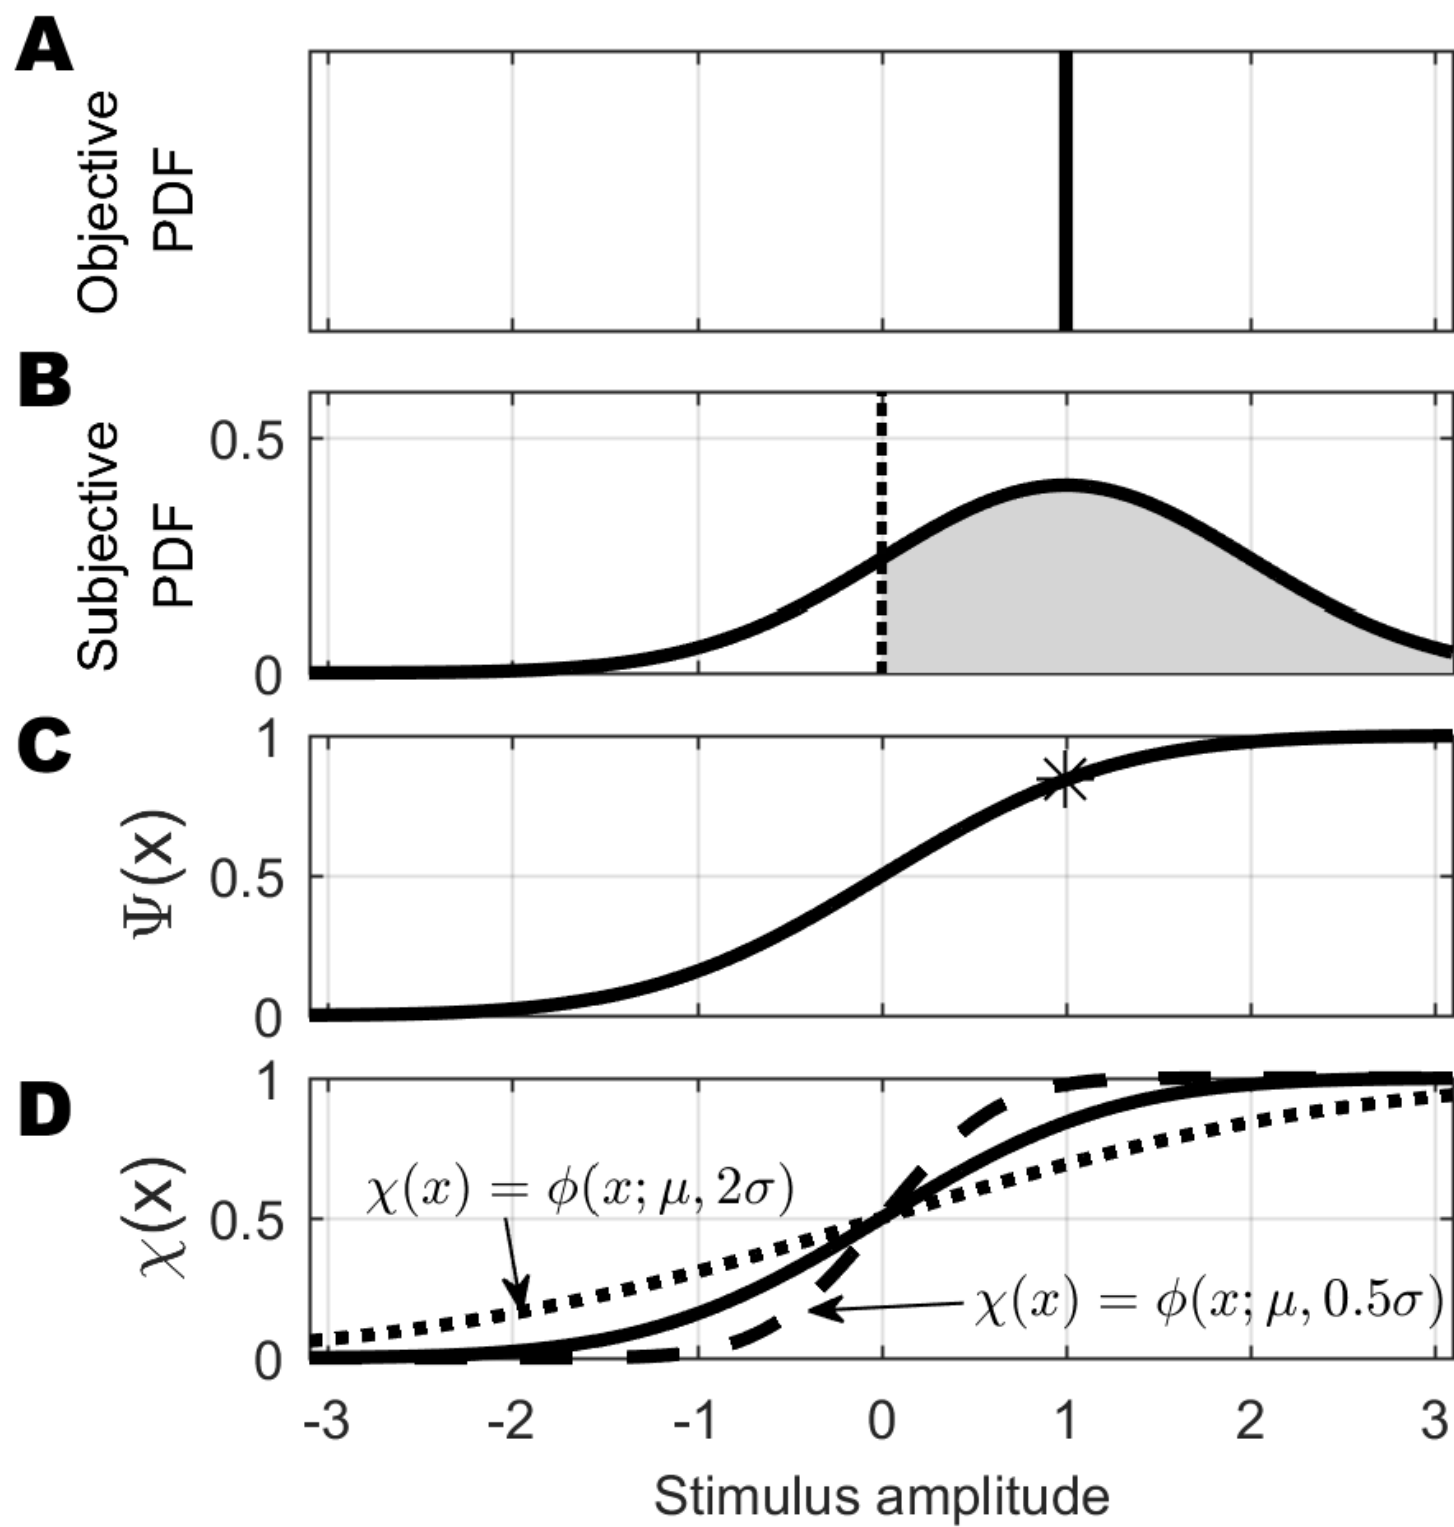 A
Objective
PDF
B
Subjective
PDF
0.5
0
C
Ψ(x)
1
0.5
0
D
χ(x)
1
0.5
0
χ(x) = ϕ(x; μ, 2σ)
χ(x) = ϕ(x; μ, 0.5σ)
-3 -2 -1 0 1 2 3
Stimulus amplitude